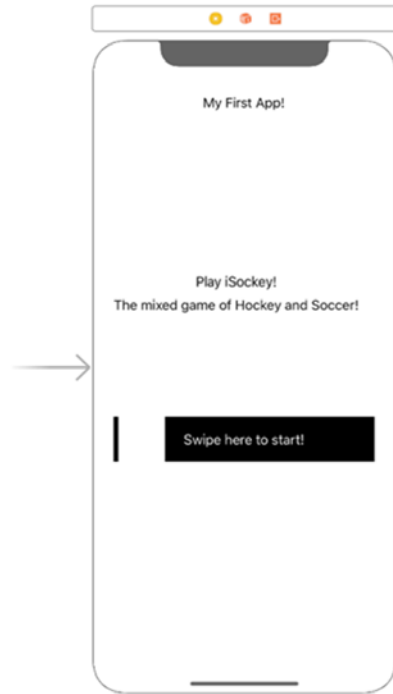 My First App!
Play iSockey!
The mixed game of Hockey and Soccer!
Swipe here to start!